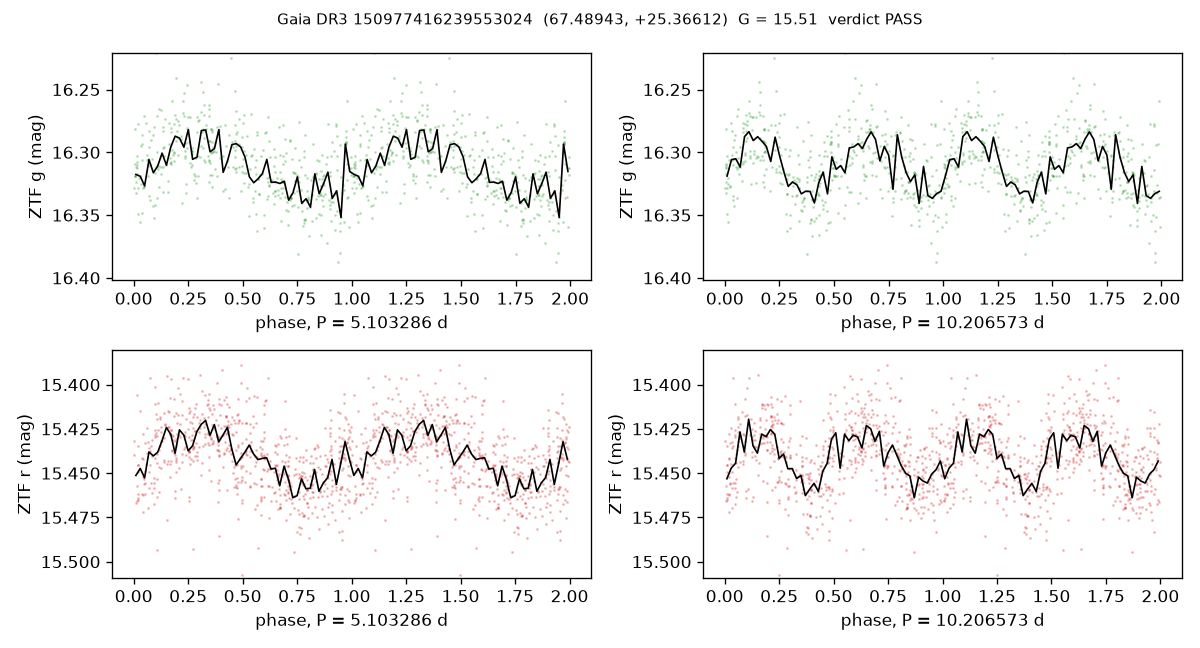 Gaia DR3 150977416239553024  (67.48943, +25.36612)  G = 15.51  verdict PASS
ZTF g (mag)
16.25
16.30
16.35
16.40
0.00 0.25 0.50 0.75 1.00 1.25 1.50 1.75 2.00
phase, P = 5.103286 d
ZTF g (mag)
16.25
16.30
16.35
16.40
0.00 0.25 0.50 0.75 1.00 1.25 1.50 1.75 2.00
phase, P = 10.206573 d
ZTF r (mag)
15.400
15.425
15.450
15.475
15.500
0.00 0.25 0.50 0.75 1.00 1.25 1.50 1.75 2.00
phase, P = 5.103286 d
ZTF r (mag)
15.400
15.425
15.450
15.475
15.500
0.00 0.25 0.50 0.75 1.00 1.25 1.50 1.75 2.00
phase, P = 10.206573 d